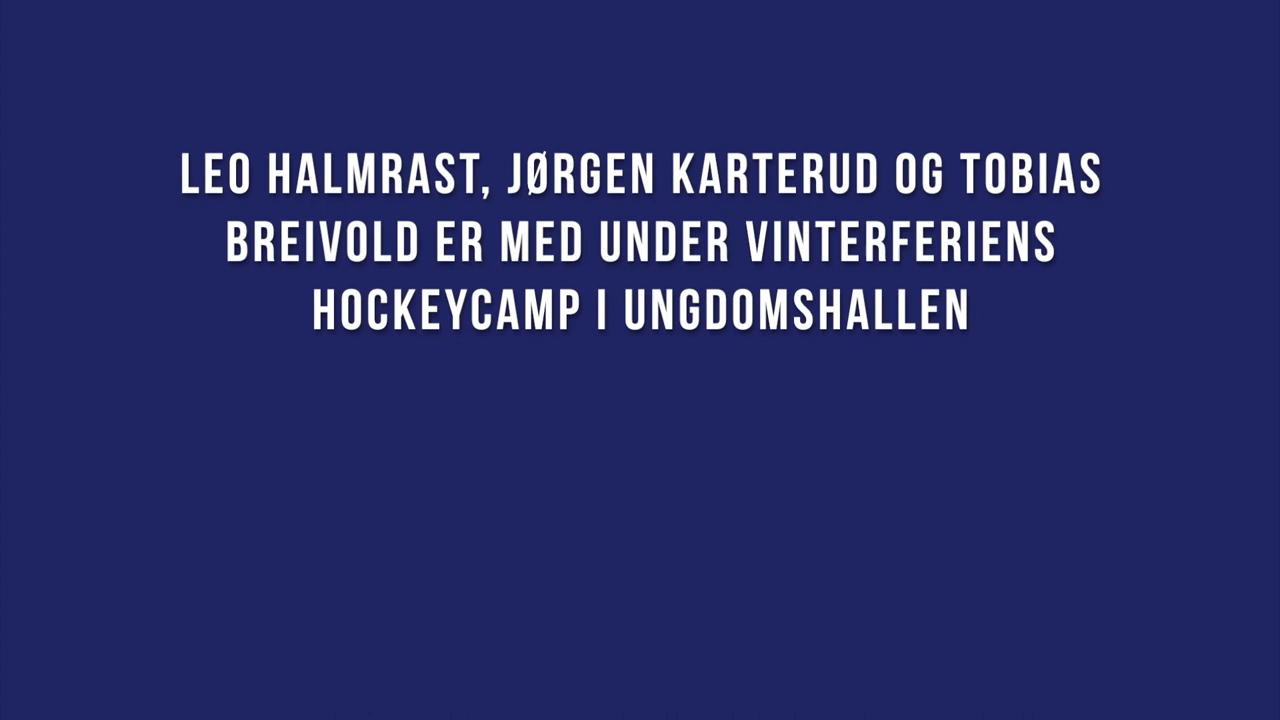 LEO HALMRAST, JØRGEN KARTERUD OG TOBIAS
BREIVOLD ER MED UNDER VINTERFERIENS
HOCKEYCAMP I UNGDOMSHALLEN